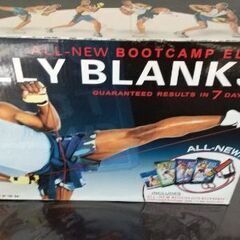 ALL-NEW BOOTCAMP EL
LLY BLANKS
GUARANTEED RESULTS IN 7 DAY
ALL-NEW
INCLUDES